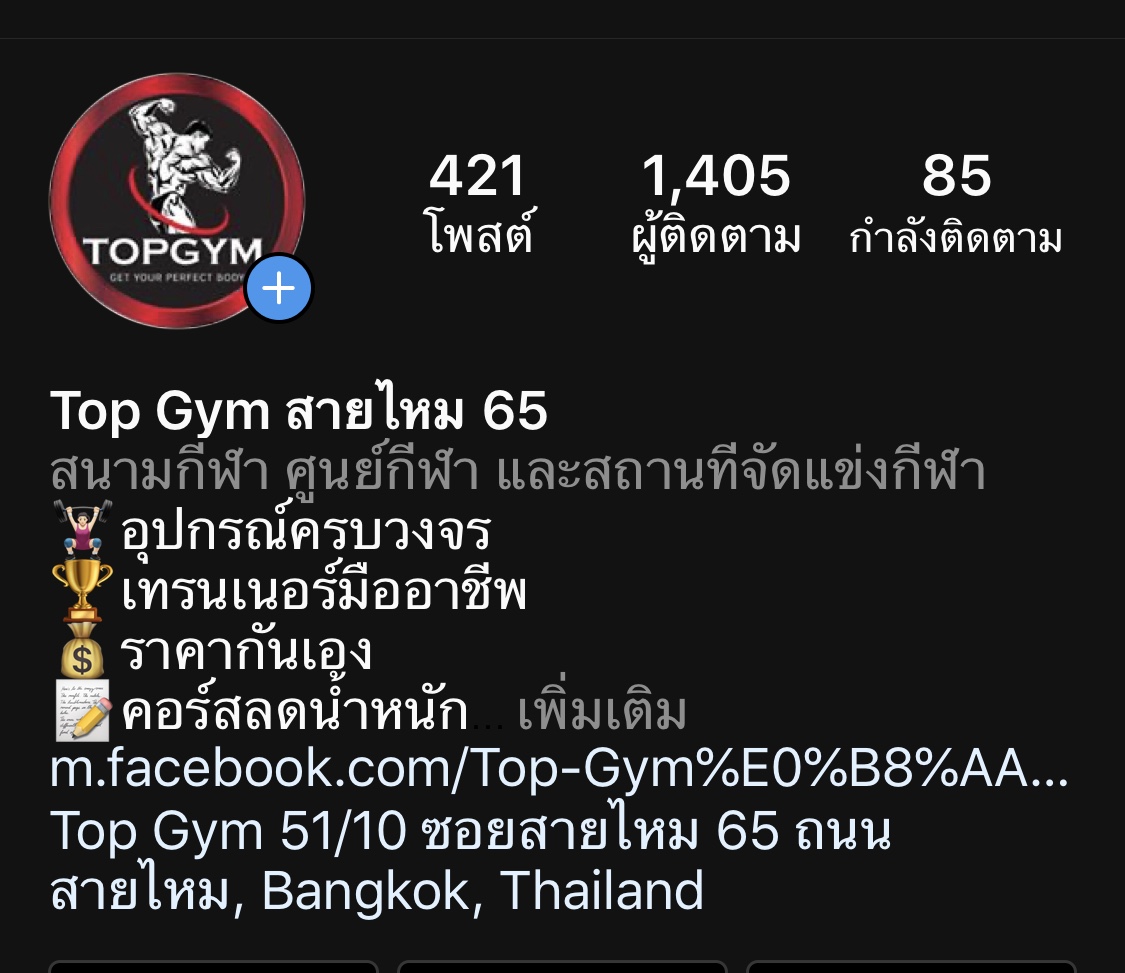 TOPGYM
GET YOUR PERFECT BODY
421
โพสต์
1,405
ผู้ติดตาม
85
กำลังติดตาม
Top Gym สายไหม 65
สนามกีฬา ศูนย์กีฬา และสถานที่จัดแข่งกีฬา
อุปกรณ์ครบวงจร
เทรนเนอร์มืออาชีพ
ราคากันเอง
คอร์สลดน้ำหนัก... เพิ่มเติม
m.facebook.com/Top-Gym%E0%B8%AA...
Top Gym 51/10 ซอยสายไหม 65 ถนน
สายไหม, Bangkok, Thailand